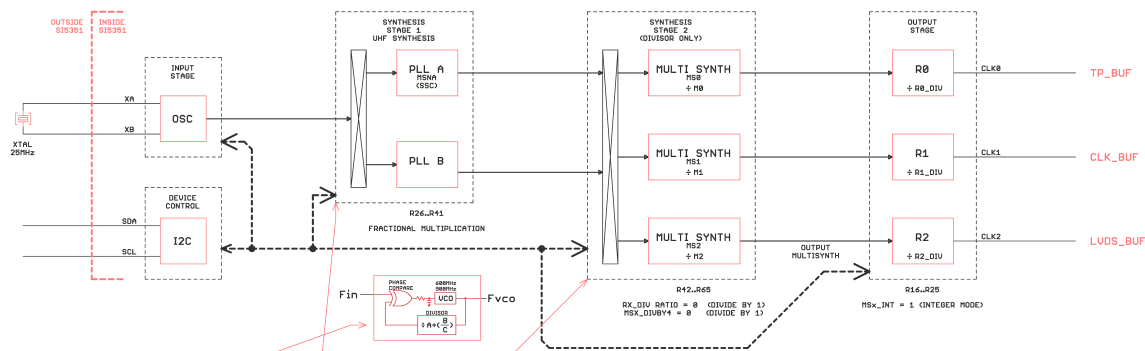 OUTSIDE
SI5351
INSIDE
SI5351
XTAL
25MHz
XA
XB
SDA
SCL
INPUT
STAGE
OSC
DEVICE
CONTROL
I2C
SYNTHESIS
STAGE 1
UHF SYNTHESIS
PLL A
MSNA
(SSC)
PLL B
R26..R41
FRACTIONAL MULTIPLICATION
Fin
PHASE
COMPARE
600MHz
900MHz
VCO
DIVISOR
÷ A+(B/C)
Fvco
SYNTHESIS
STAGE 2
(DIVISOR ONLY)
MULTI SYNTH
MS0
÷ M0
MULTI SYNTH
MS1
÷ M1
MULTI SYNTH
MS2
÷ M2
R42..R65
RX_DIV RATIO = 0 (DIVIDE BY 1)
MSX_DIVBY4 = 0 (DIVIDE BY 1)
OUTPUT
MULTISYNTH
OUTPUT
STAGE
R0
÷ R0_DIV
R1
÷ R1_DIV
R2
÷ R2_DIV
R16..R25
MSx_INT = 1 (INTEGER MODE)
CLK0
TP_BUF
CLK1
CLK_BUF
CLK2
LVDS_BUF